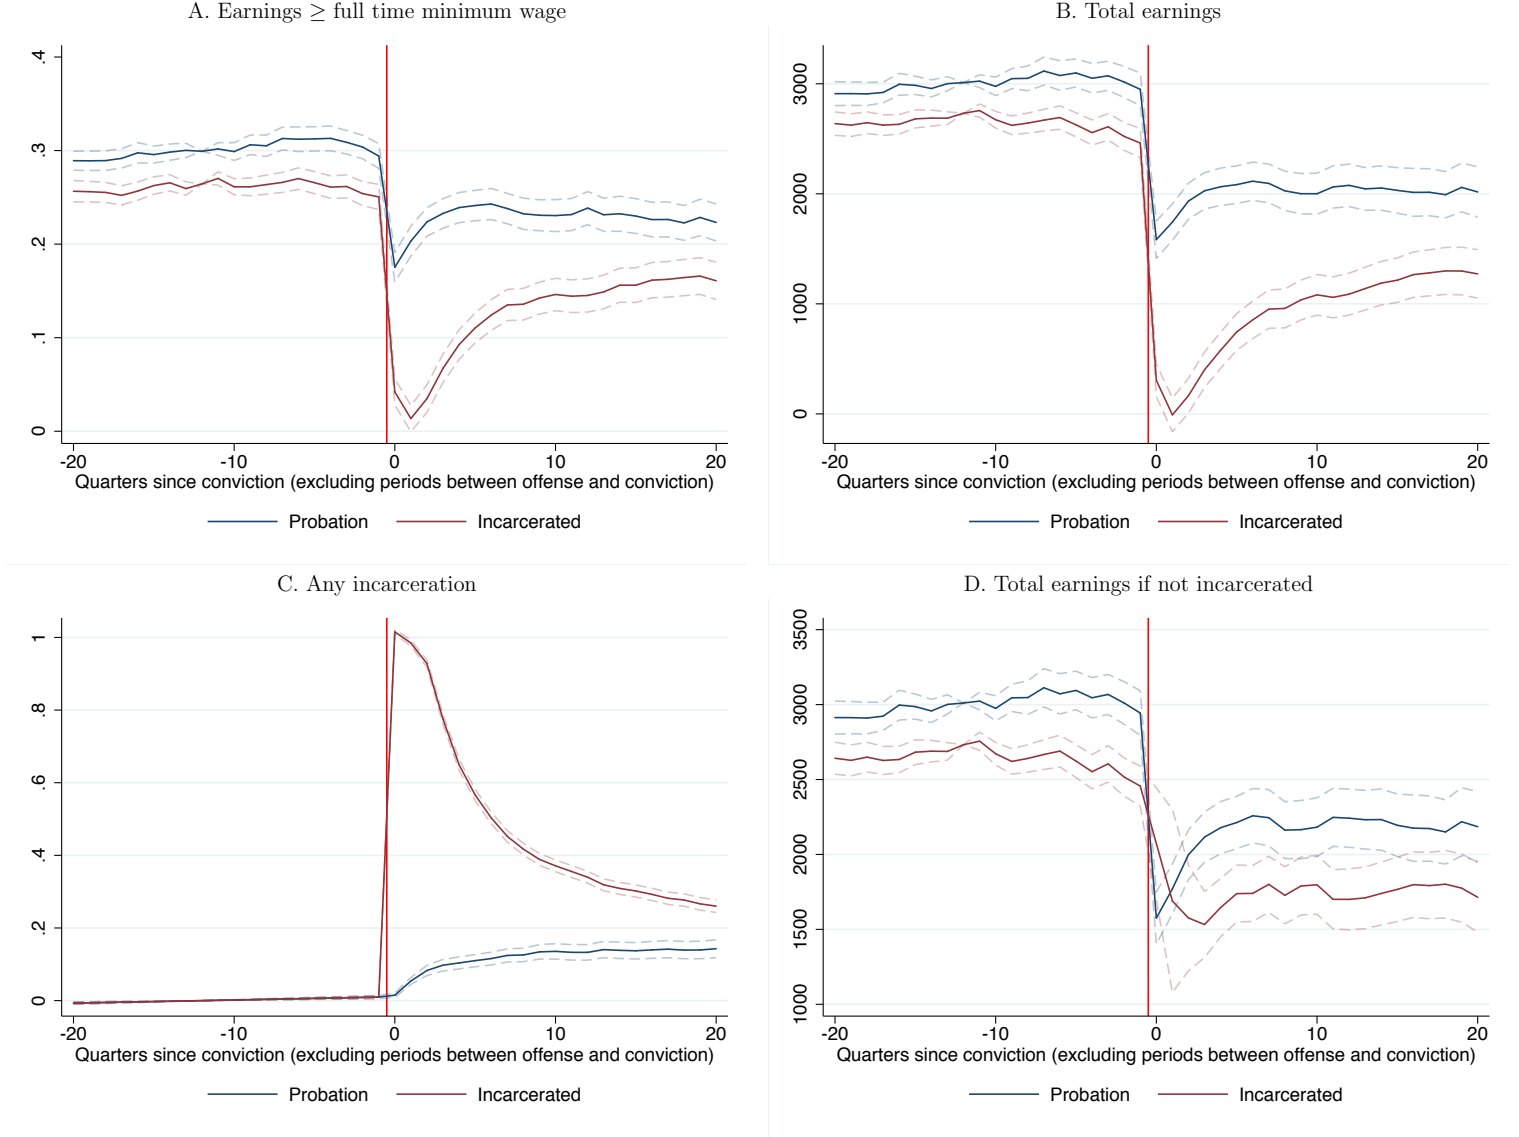 A. Earnings ≥ full time minimum wage
.4
.3
.2
.1
0
-20 -10 0 10 20
Quarters since conviction (excluding periods between offense and conviction)
Probation Incarcerated
B. Total earnings
3000
2000
1000
0
-20 -10 0 10 20
Quarters since conviction (excluding periods between offense and conviction)
Probation Incarcerated
C. Any incarceration
1
.8
.6
.4
.2
0
-20 -10 0 10 20
Quarters since conviction (excluding periods between offense and conviction)
Probation Incarcerated
D. Total earnings if not incarcerated
3500
3000
2500
2000
1500
1000
-20 -10 0 10 20
Quarters since conviction (excluding periods between offense and conviction)
Probation Incarcerated